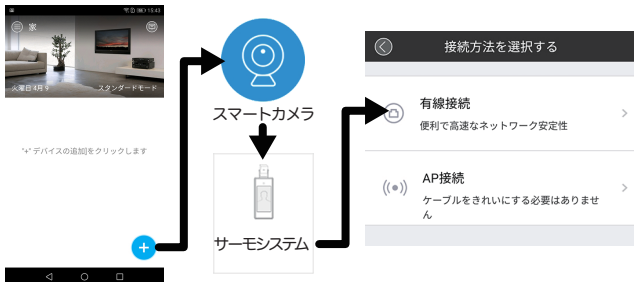 15:43
家
火曜日 4月 9
スタンダードモード
"+" デバイスの追加]をクリックします
スマートカメラ
サーモシステム
接続方法を選択する
有線接続
便利で高速なネットワーク安定性
AP接続
ケーブルをきれいにする必要はありませ
ん